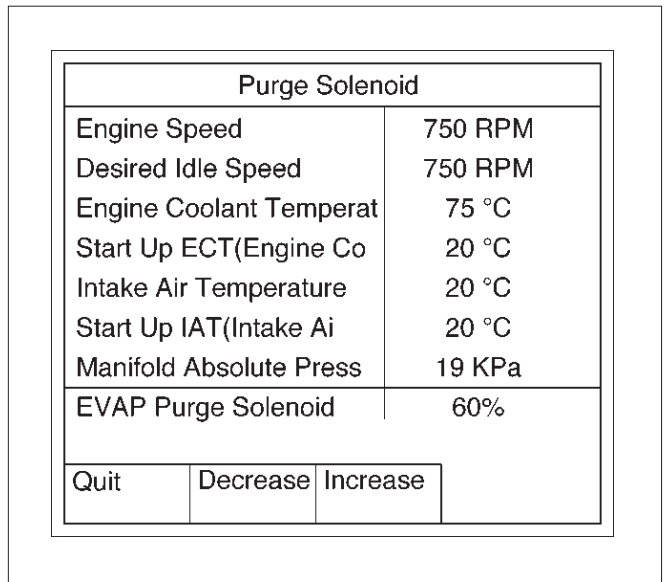 Purge Solenoid
Engine Speed 750 RPM
Desired Idle Speed 750 RPM
Engine Coolant Temperat 75 °C
Start Up ECT(Engine Co 20 °C
Intake Air Temperature 20 °C
Start Up IAT(Intake Ai 20 °C
Manifold Absolute Press 19 KPa
EVAP Purge Solenoid 60%
Quit Decrease Increase